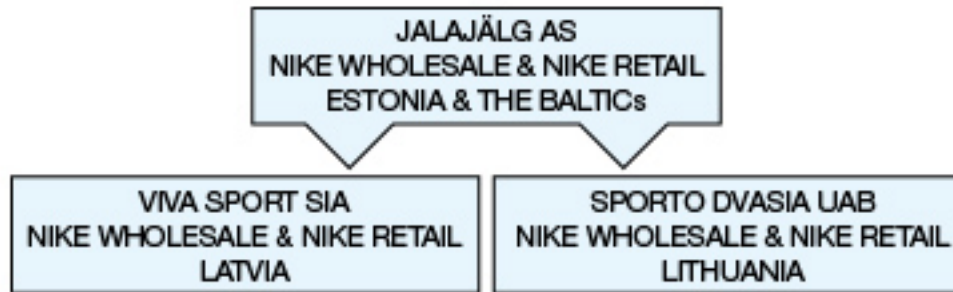 JALAJÄLG AS
NIKE WHOLESALE & NIKE RETAIL
ESTONIA & THE BALTICs
VIVA SPORT SIA
NIKE WHOLESALE & NIKE RETAIL
LATVIA
SPORTO DVASIA UAB
NIKE WHOLESALE & NIKE RETAIL
LITHUANIA